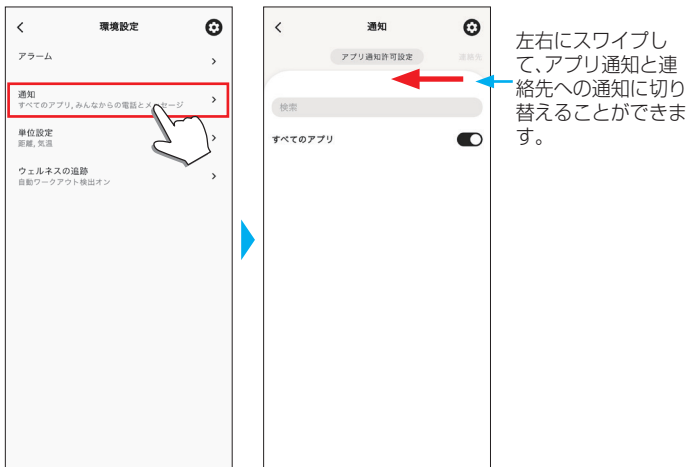 環境設定
アラーム
通知
すべてのアプリ, みんなからの電話とメッセージ
単位設定
距離, 気温
ウェルネスの追跡
自動ワークアウト検出オン
通知
アプリ通知許可設定
連絡先
検索
すべてのアプリ
左右にスワイプし
て、アプリ通知と連
絡先への通知に切り
替えることができま
す。